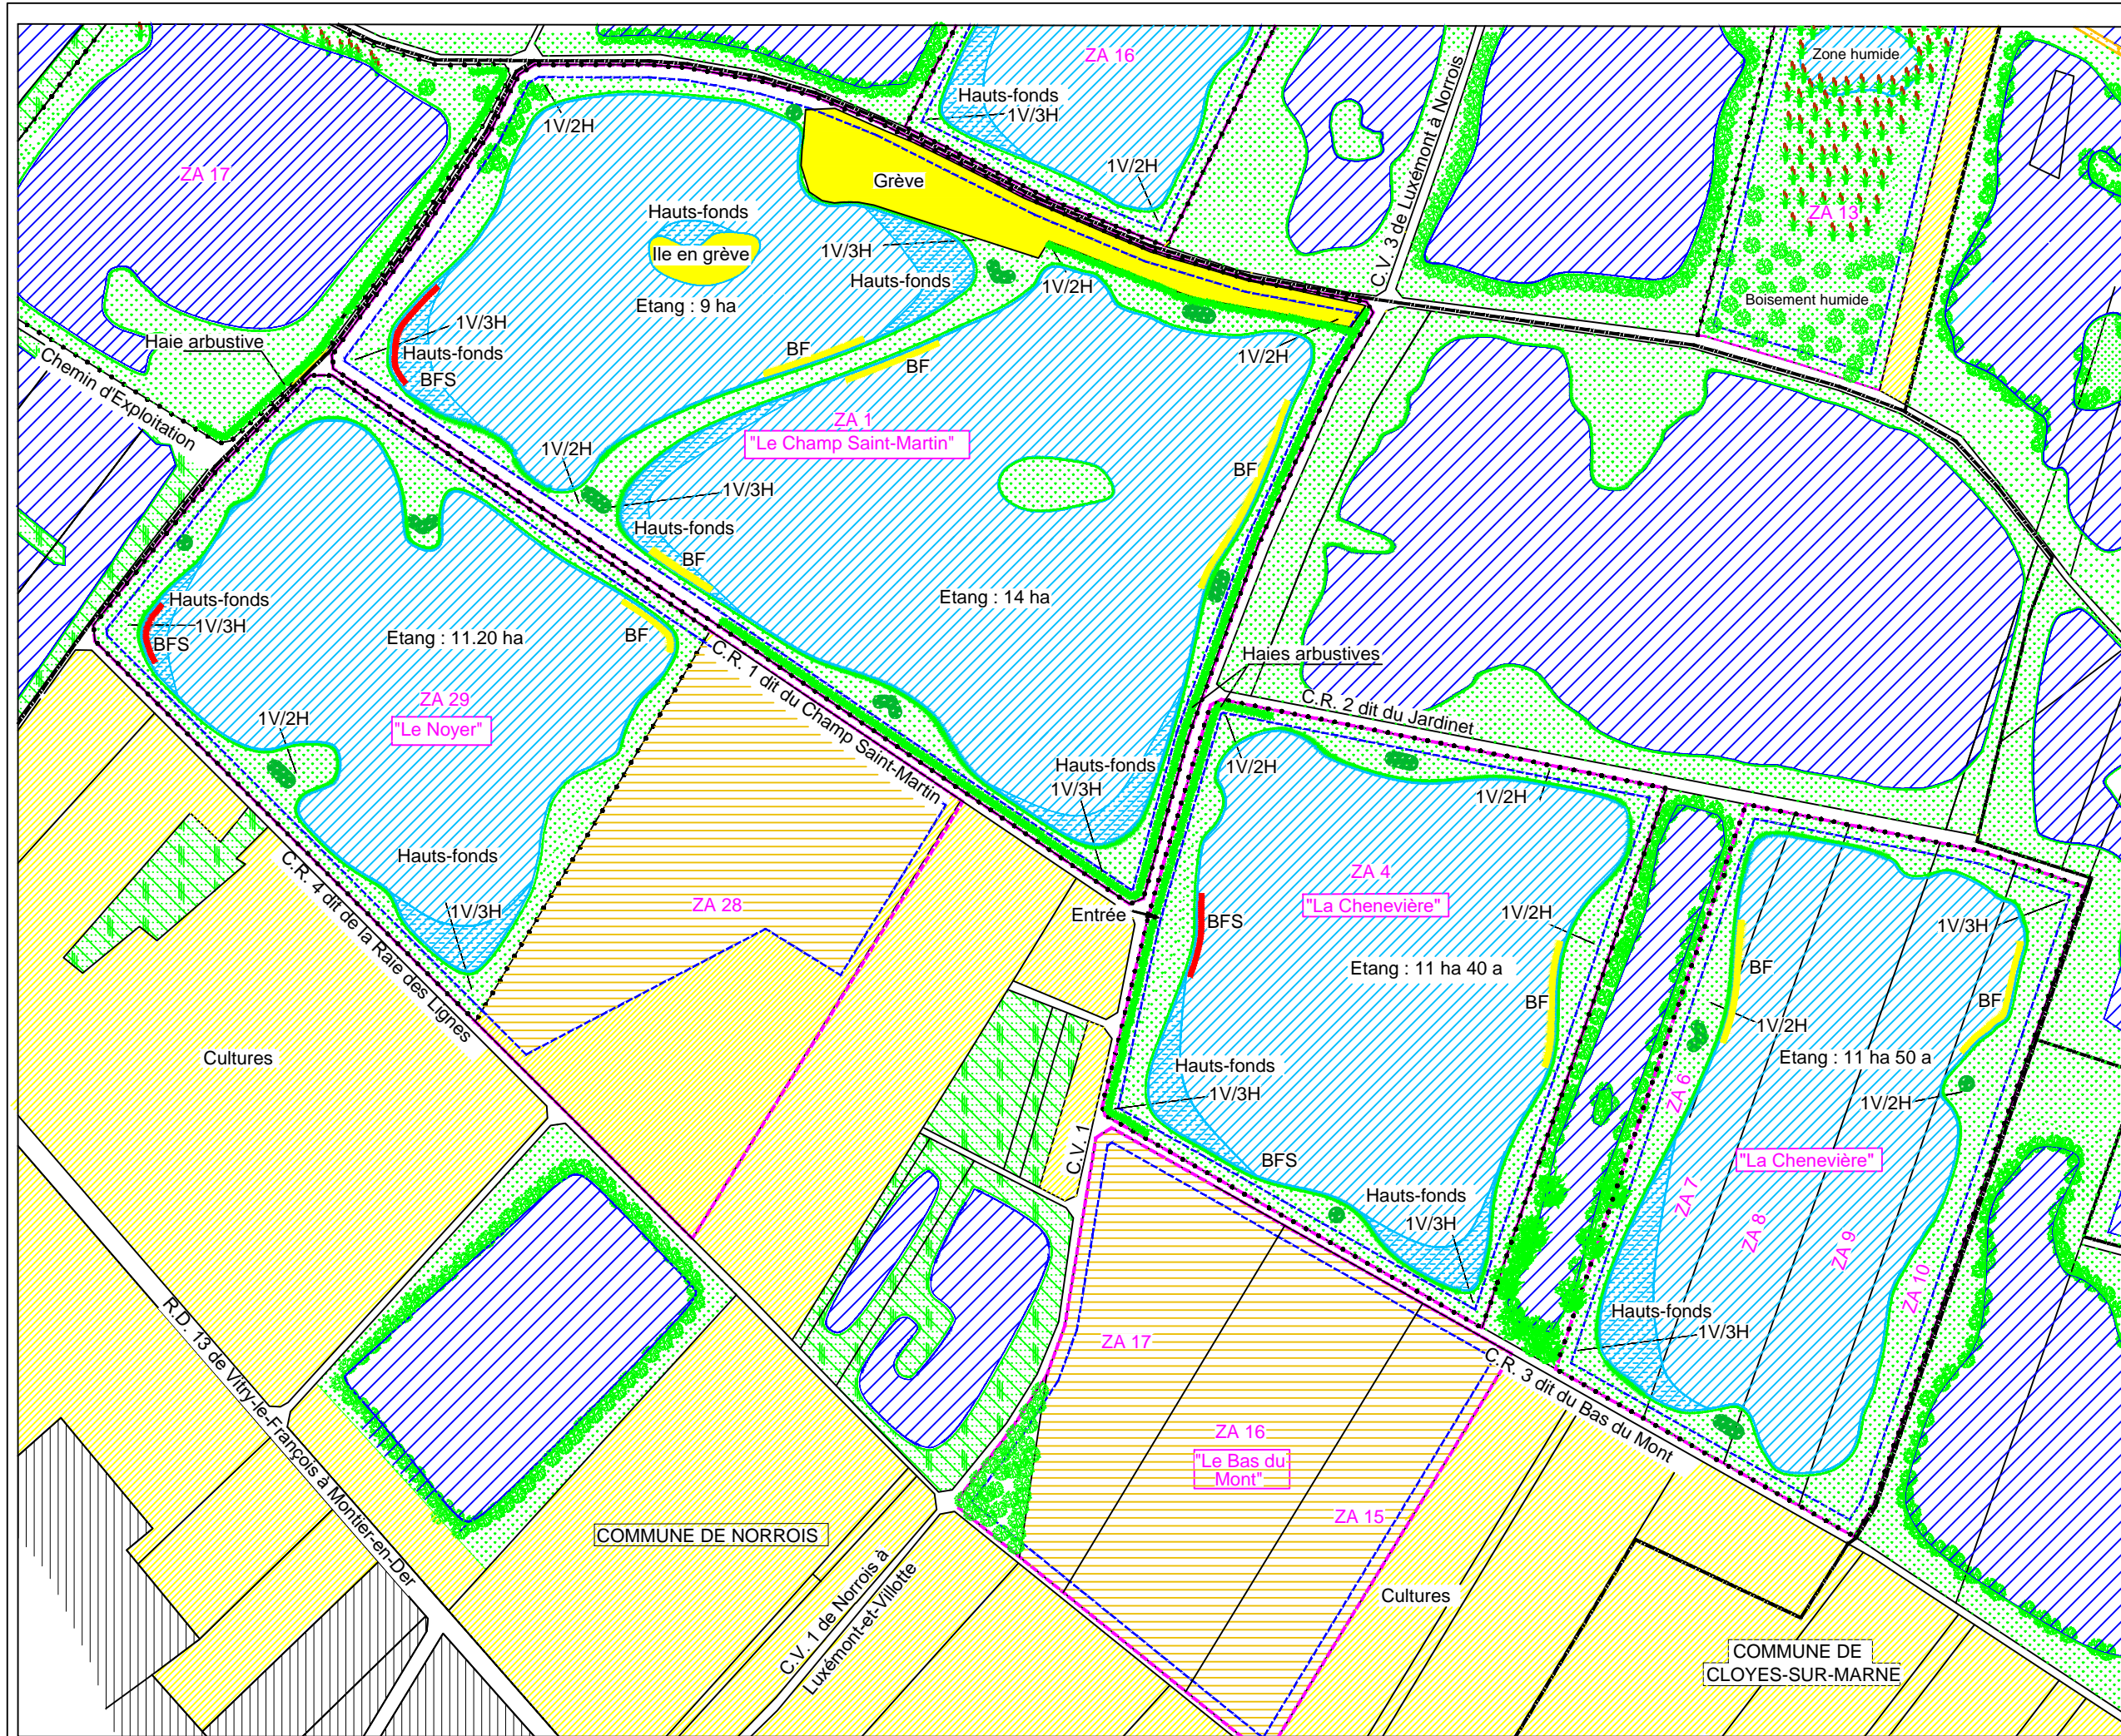 ZA 16
Zone humide
Hauts-fonds
1V/3H
1V/2H
1V/2H
ZA 17
Grève
C.V. 3 de Luxémont à Norrois
ZA 13
Hauts-fonds
Ile en grève
1V/3H
Hauts-fonds
1V/2H
Etang : 9 ha
Boisement humide
1V/3H
Hauts-fonds
BFS
Haie arbustive
Chemin d'Exploitation
BF
BF
1V/2H
ZA 1
"Le Champ Saint-Martin"
1V/2H
BF
1V/3H
Hauts-fonds
BF
Etang : 14 ha
Hauts-fonds
1V/3H
BFS
Etang : 11.20 ha
BF
C.R. 1 dit du Champ Saint-Martin
Haies arbustives
C.R. 2 dit du Jardinet
ZA 29
"Le Noyer"
1V/2H
Hauts-fonds
1V/3H
1V/2H
1V/2H
Hauts-fonds
1V/3H
C.R. 4 dit de la Raie des Lignes
ZA 28
Entrée
ZA 4
"La Chenevière"
BFS
1V/2H
Etang : 11 ha 40 a
BF
1V/3H
BF
BF
1V/2H
Etang : 11 ha 50 a
Cultures
Hauts-fonds
1V/3H
ZA 6
1V/2H
C.V. 1
BFS
"La Chenevière"
Hauts-fonds
1V/3H
ZA 7
ZA 8
ZA 9
ZA 10
Hauts-fonds
1V/3H
R.D. 13 de Vitry-le-François à Montier-en-Der
ZA 17
C.R. 3 dit du Bas du Mont
ZA 16
"Le Bas du
Mont"
ZA 15
COMMUNE DE NORROIS
C.V. 1 de Norrois à
Luxémont-et-Villotte
Cultures
COMMUNE DE
CLOYES-SUR-MARNE